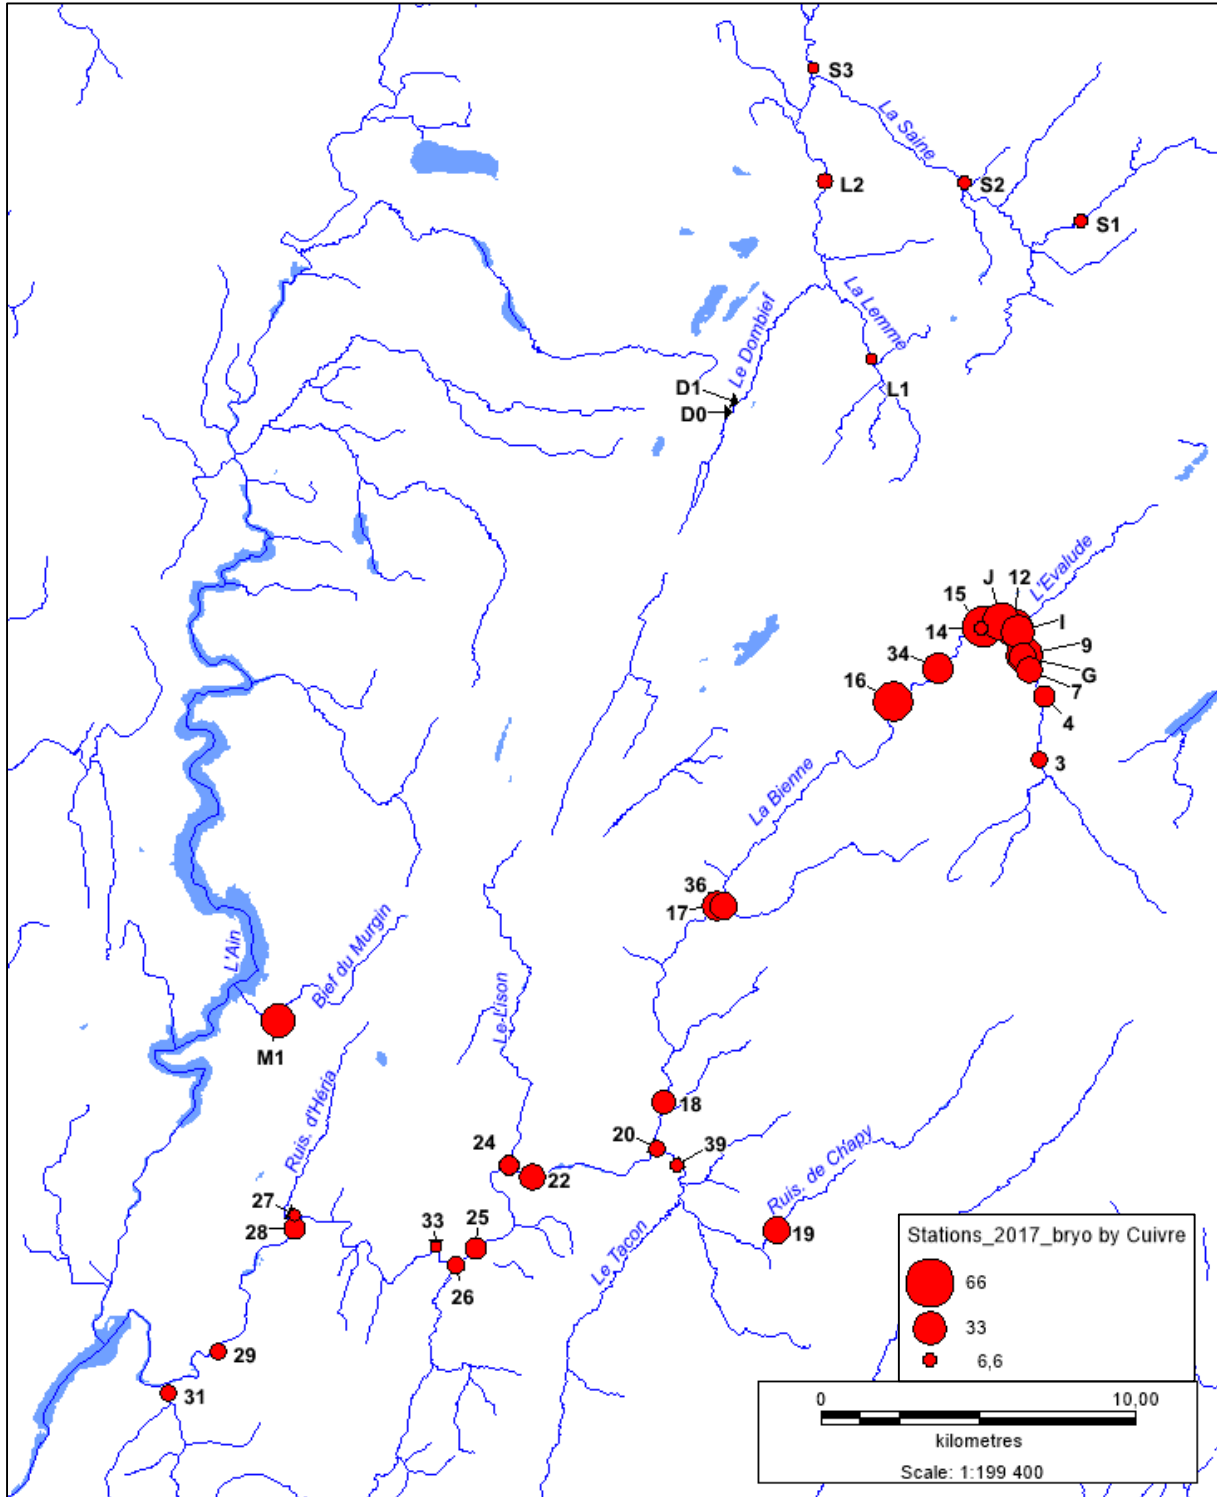 S3
La Saine
L2
S2
S1
La Lemme
Le Dombief
D1
D0
L1
L'Evalude
J
12
15
I
14
9
34
G
16
7
4
3
La Bienne
36
17
L'Ain
Bief du Murgin
Le Lison
M1
Ruis. d'Héria
18
20
39
24
22
Ruis. de Chapy
27
28
33
25
19
Le Tacon
26
29
31
Stations_2017_bryo by Cuivre
66
33
6,6
0 10,00
kilometres
Scale: 1:199 400